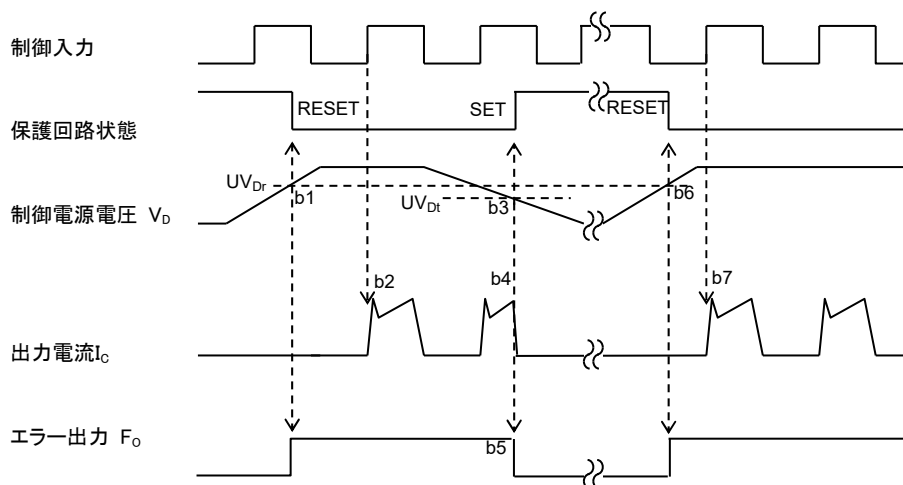 制御入力
RESET
SET
RESET
保護回路状態
UVDr
b1
b6
UVDt
b3
制御電源電圧 VD
b2
b4
b7
出力電流IC
エラー出力 FO
b5